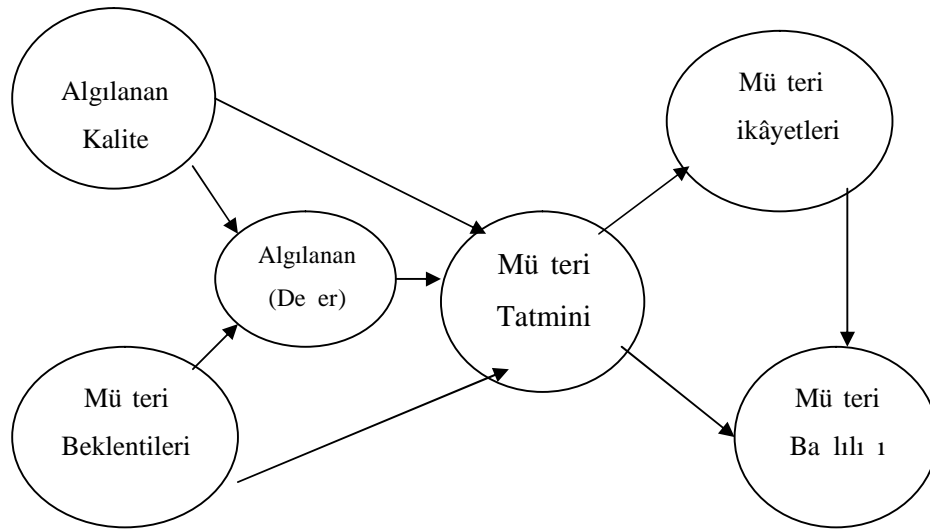 Algılanan
Kalite
Mü teri
ikâyetleri
Algılanan
(De er)
Mü teri
Tatmini
Mü teri
Beklentileri
Mü teri
Ba lılı ı